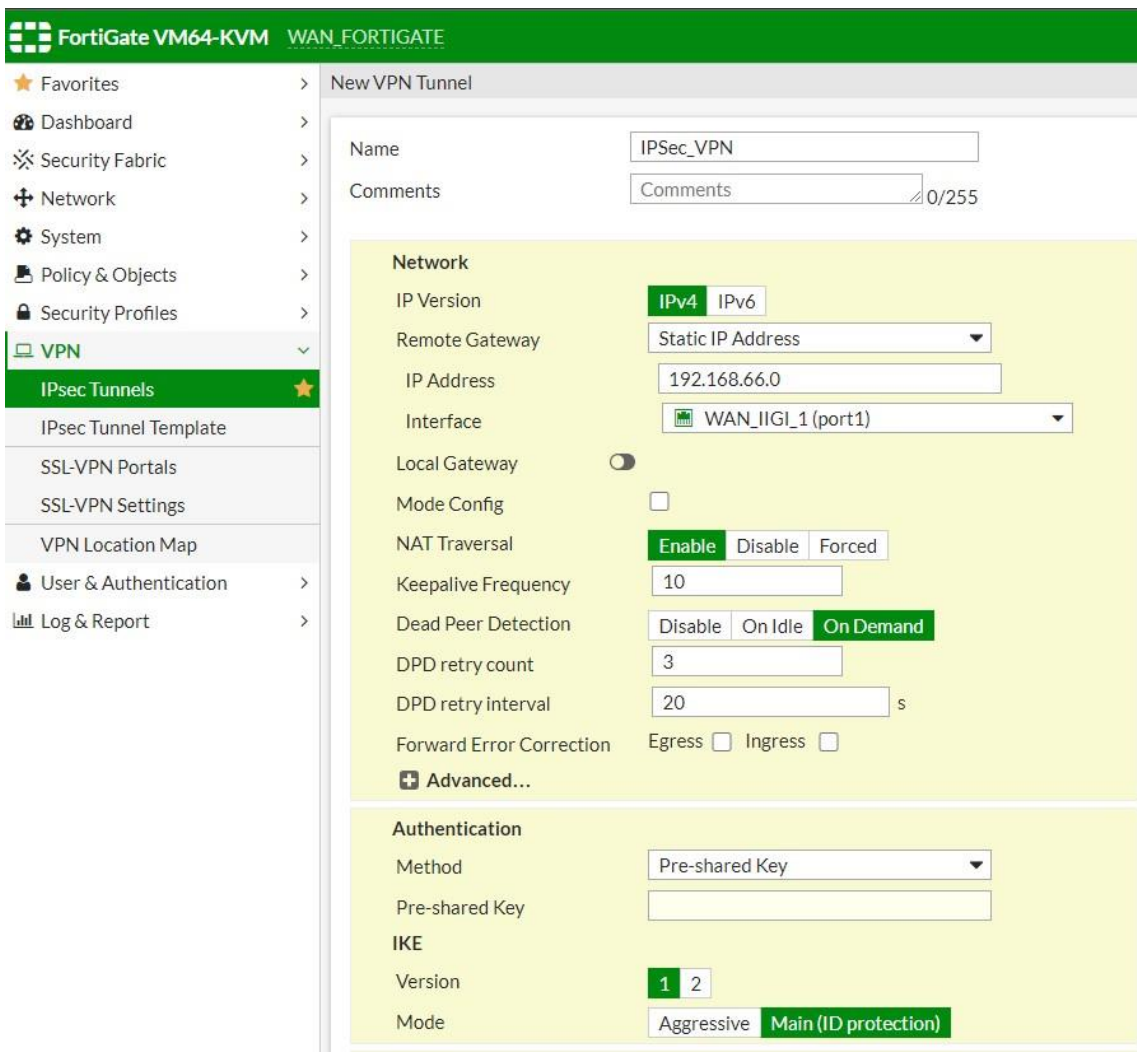 FortiGate VM64-KVM WAN_FORTIGATE
Favorites
Dashboard
Security Fabric
Network
System
Policy & Objects
Security Profiles
VPN
IPsec Tunnels
IPsec Tunnel Template
SSL-VPN Portals
SSL-VPN Settings
VPN Location Map
User & Authentication
Log & Report
New VPN Tunnel
Name IPSec_VPN
Comments Comments 0/255
Network
IP Version IPv4 IPv6
Remote Gateway Static IP Address
IP Address 192.168.66.0
Interface WAN_IIGI_1 (port1)
Local Gateway
Mode Config
NAT Traversal Enable Disable Forced
Keepalive Frequency 10
Dead Peer Detection Disable On Idle On Demand
DPD retry count 3
DPD retry interval 20 s
Forward Error Correction Egress Ingress
Advanced...
Authentication
Method Pre-shared Key
Pre-shared Key
IKE
Version 1 2
Mode Aggressive Main (ID protection)